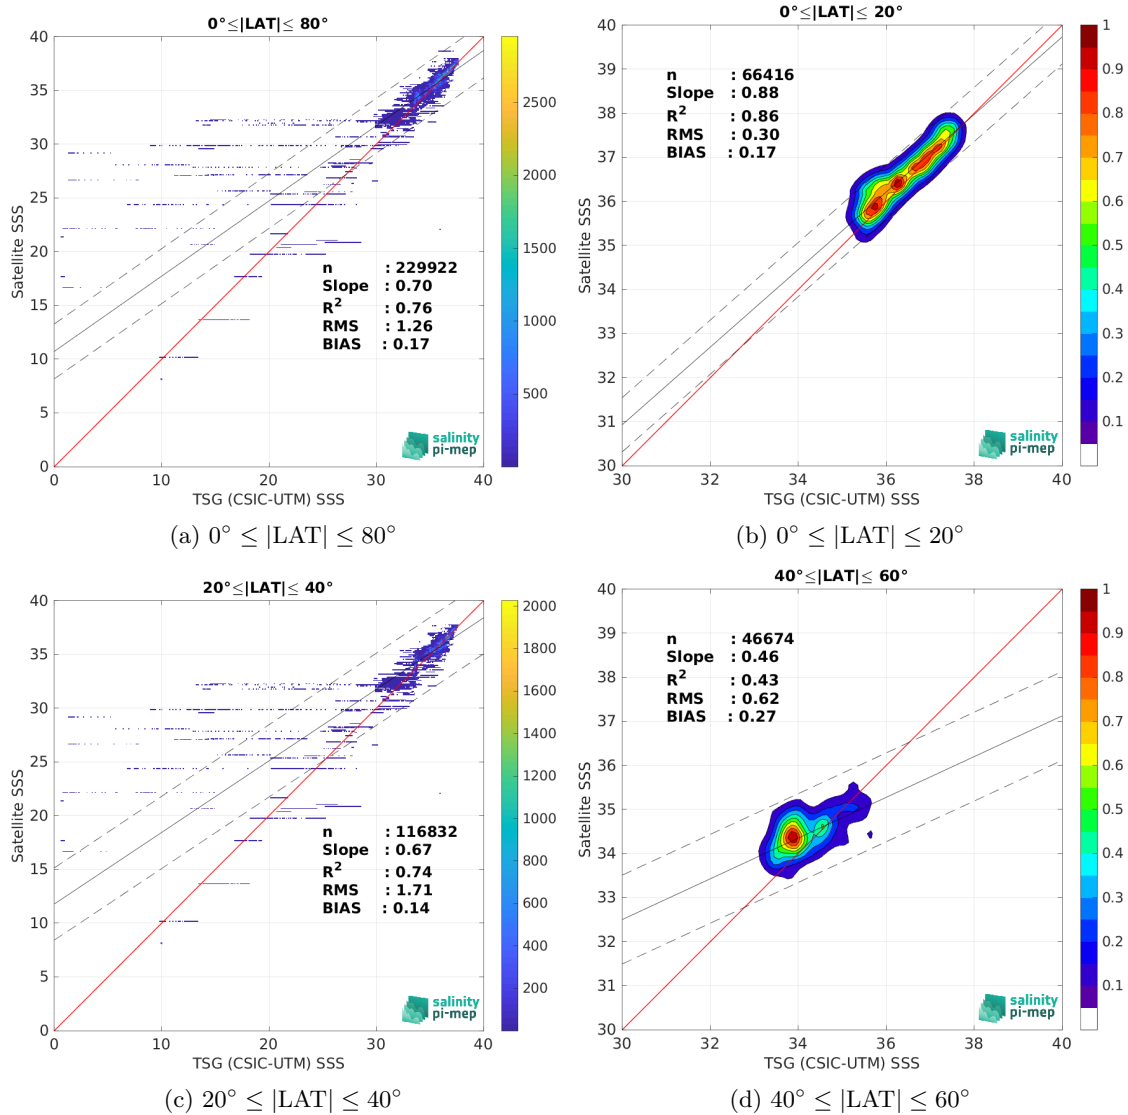 0°≤|LAT|≤ 80°
40
35
30
25
20
15
10
5
0
Satellite SSS
n : 229922
Slope : 0.70
R² : 0.76
RMS : 1.26
BIAS : 0.17
salinity
pi-mep
0 10 20 30 40
TSG (CSIC-UTM) SSS
2500
2000
1500
1000
500
(a) 0° ≤ |LAT| ≤ 80°
0°≤|LAT|≤ 20°
40
39
38
37
36
35
34
33
32
31
30
Satellite SSS
n : 66416
Slope : 0.88
R² : 0.86
RMS : 0.30
BIAS : 0.17
salinity
pi-mep
30 32 34 36 38 40
TSG (CSIC-UTM) SSS
1
0.9
0.8
0.7
0.6
0.5
0.4
0.3
0.2
0.1
(b) 0° ≤ |LAT| ≤ 20°
20°≤|LAT|≤ 40°
40
35
30
25
20
15
10
5
0
Satellite SSS
n : 116832
Slope : 0.67
R² : 0.74
RMS : 1.71
BIAS : 0.14
salinity
pi-mep
0 10 20 30 40
TSG (CSIC-UTM) SSS
2000
1800
1600
1400
1200
1000
800
600
400
200
(c) 20° ≤ |LAT| ≤ 40°
40°≤|LAT|≤ 60°
40
39
38
37
36
35
34
33
32
31
30
Satellite SSS
n : 46674
Slope : 0.46
R² : 0.43
RMS : 0.62
BIAS : 0.27
salinity
pi-mep
30 32 34 36 38 40
TSG (CSIC-UTM) SSS
1
0.9
0.8
0.7
0.6
0.5
0.4
0.3
0.2
0.1
(d) 40° ≤ |LAT| ≤ 60°